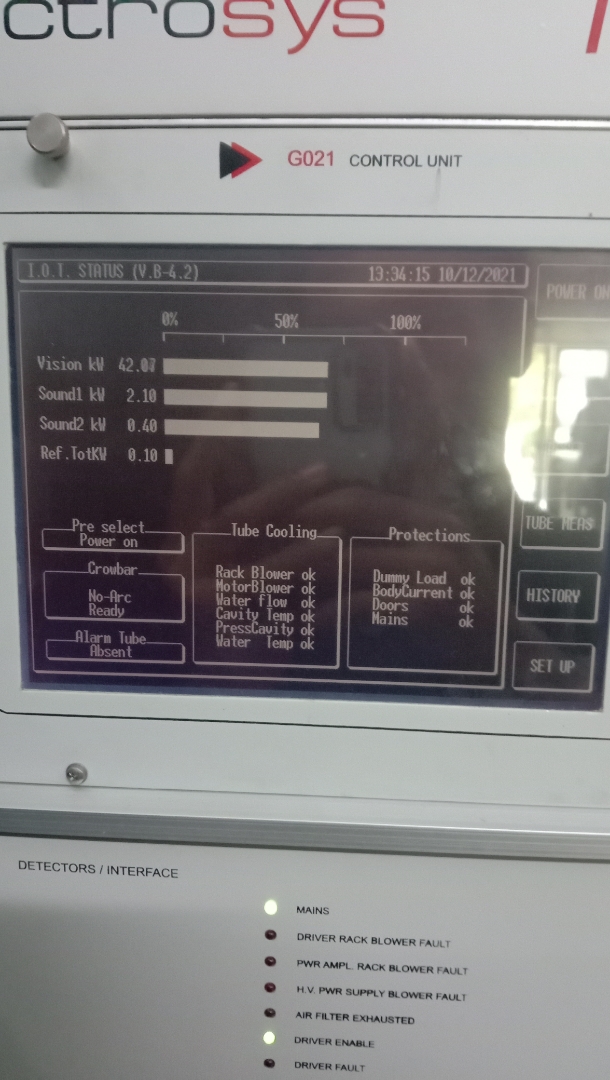 ctrosys
G021 CONTROL UNIT
I.O.T. STATUS (V.B-4.2) 13:34:15 10/12/2021
POWER ON
0% 50% 100%
Vision kW 42.07
Sound1 kW 2.10
Sound2 kW 0.40
Ref.TotKW 0.10
TUBE MEAS
HISTORY
SET UP
Pre select
Power on
Crowbar
No-Arc
Ready
Alarm Tube
Absent
Tube Cooling
Rack Blower ok
MotorBlower ok
Water flow ok
Cavity Temp ok
PressCavity ok
Water Temp ok
Protections
Dummy Load ok
BodyCurrent ok
Doors ok
Mains ok
DETECTORS / INTERFACE
MAINS
DRIVER RACK BLOWER FAULT
PWR AMPL. RACK BLOWER FAULT
H.V. PWR SUPPLY BLOWER FAULT
AIR FILTER EXHAUSTED
DRIVER ENABLE
DRIVER FAULT